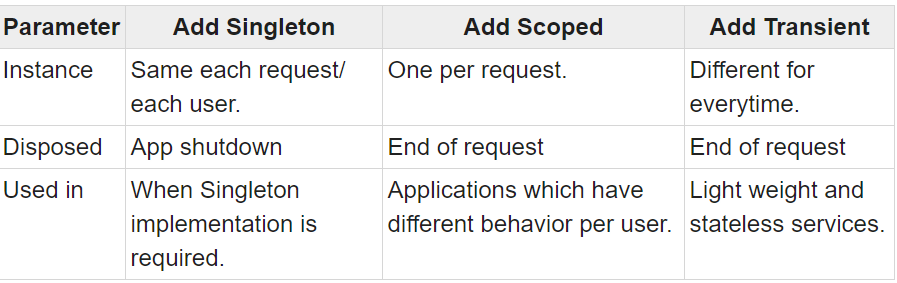 Parameter Add Singleton Add Scoped Add Transient
Instance Same each request/ One per request. Different for
each user. everytime.
Disposed App shutdown End of request End of request
Used in When Singleton Applications which have Light weight and
implementation is different behavior per user. stateless services.
required.